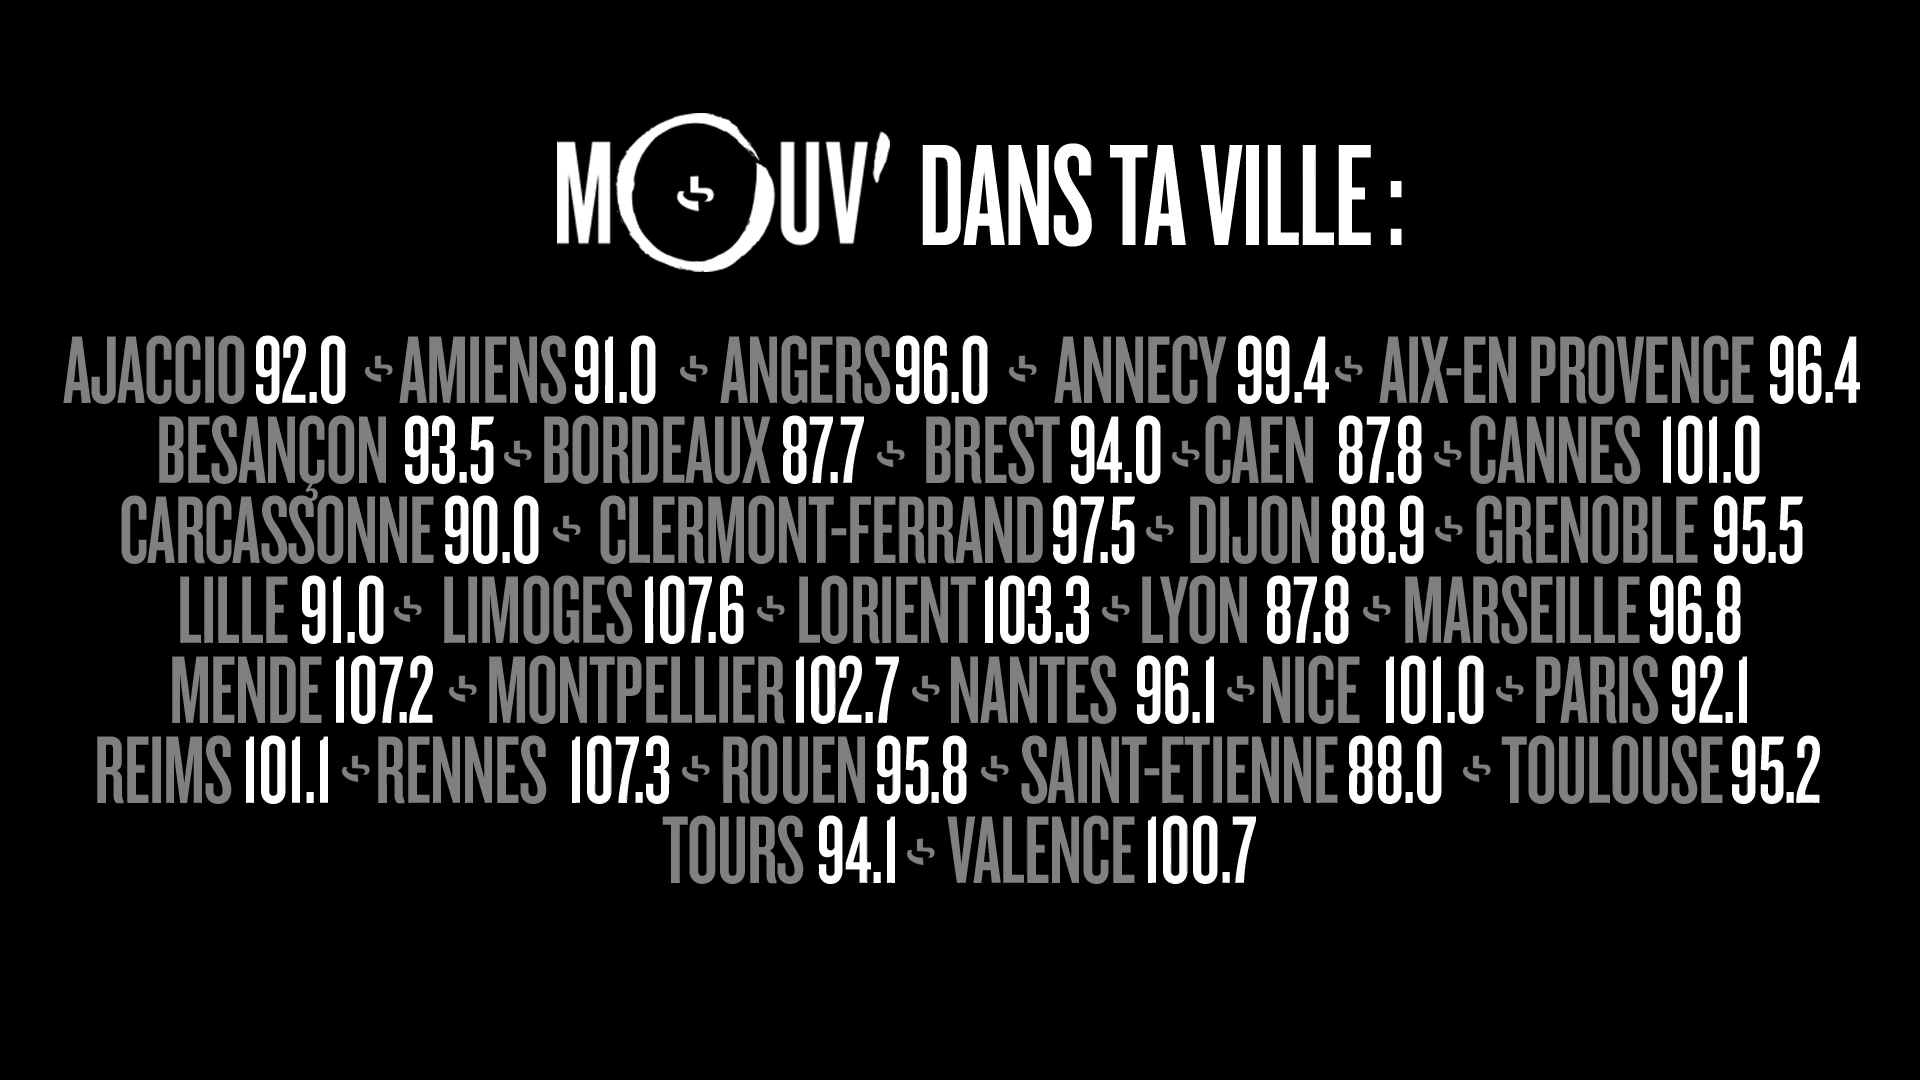 MOUV' DANS TA VILLE :
AJACCIO 92.0 AMIENS 91.0 ANGERS 96.0 ANNECY 99.4 AIX-EN PROVENCE 96.4
BESANÇON 93.5 BORDEAUX 87.7 BREST 94.0 CAEN 87.8 CANNES 101.0
CARCASSONNE 90.0 CLERMONT-FERRAND 97.5 DIJON 88.9 GRENOBLE 95.5
LILLE 91.0 LIMOGES 107.6 LORIENT 103.3 LYON 87.8 MARSEILLE 96.8
MENDE 107.2 MONTPELLIER 102.7 NANTES 96.1 NICE 101.0 PARIS 92.1
REIMS 101.1 RENNES 107.3 ROUEN 95.8 SAINT-ETIENNE 88.0 TOULOUSE 95.2
TOURS 94.1 VALENCE 100.7